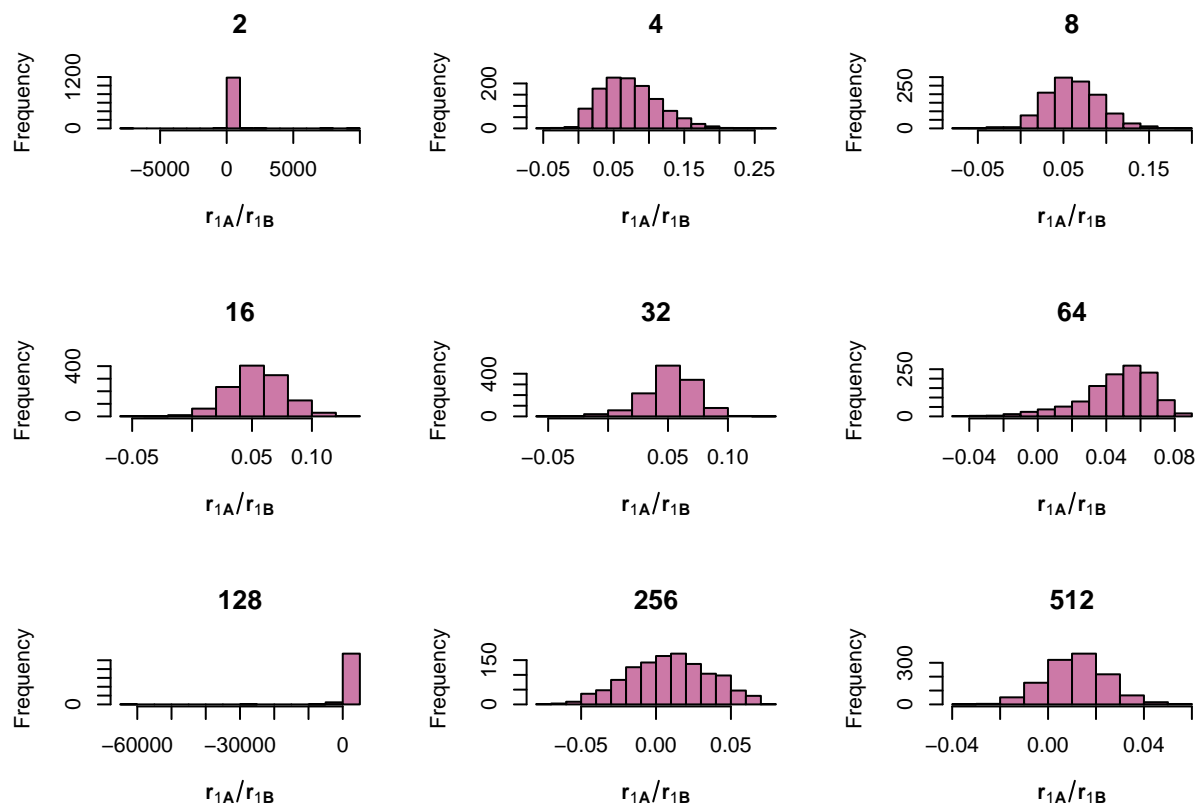 2
4
8
Frequency
0 1200
−5000 0 5000
r1A/r1B
Frequency
0 200
−0.05 0.05 0.15 0.25
r1A/r1B
Frequency
0 250
−0.05 0.05 0.15
r1A/r1B
16
32
64
Frequency
0 400
−0.05 0.05 0.10
r1A/r1B
Frequency
0 400
−0.05 0.05 0.10
r1A/r1B
Frequency
0 250
−0.04 0.00 0.04 0.08
r1A/r1B
128
256
512
Frequency
0
−60000 −30000 0
r1A/r1B
Frequency
0 150
−0.05 0.00 0.05
r1A/r1B
Frequency
0 300
−0.04 0.00 0.04
r1A/r1B